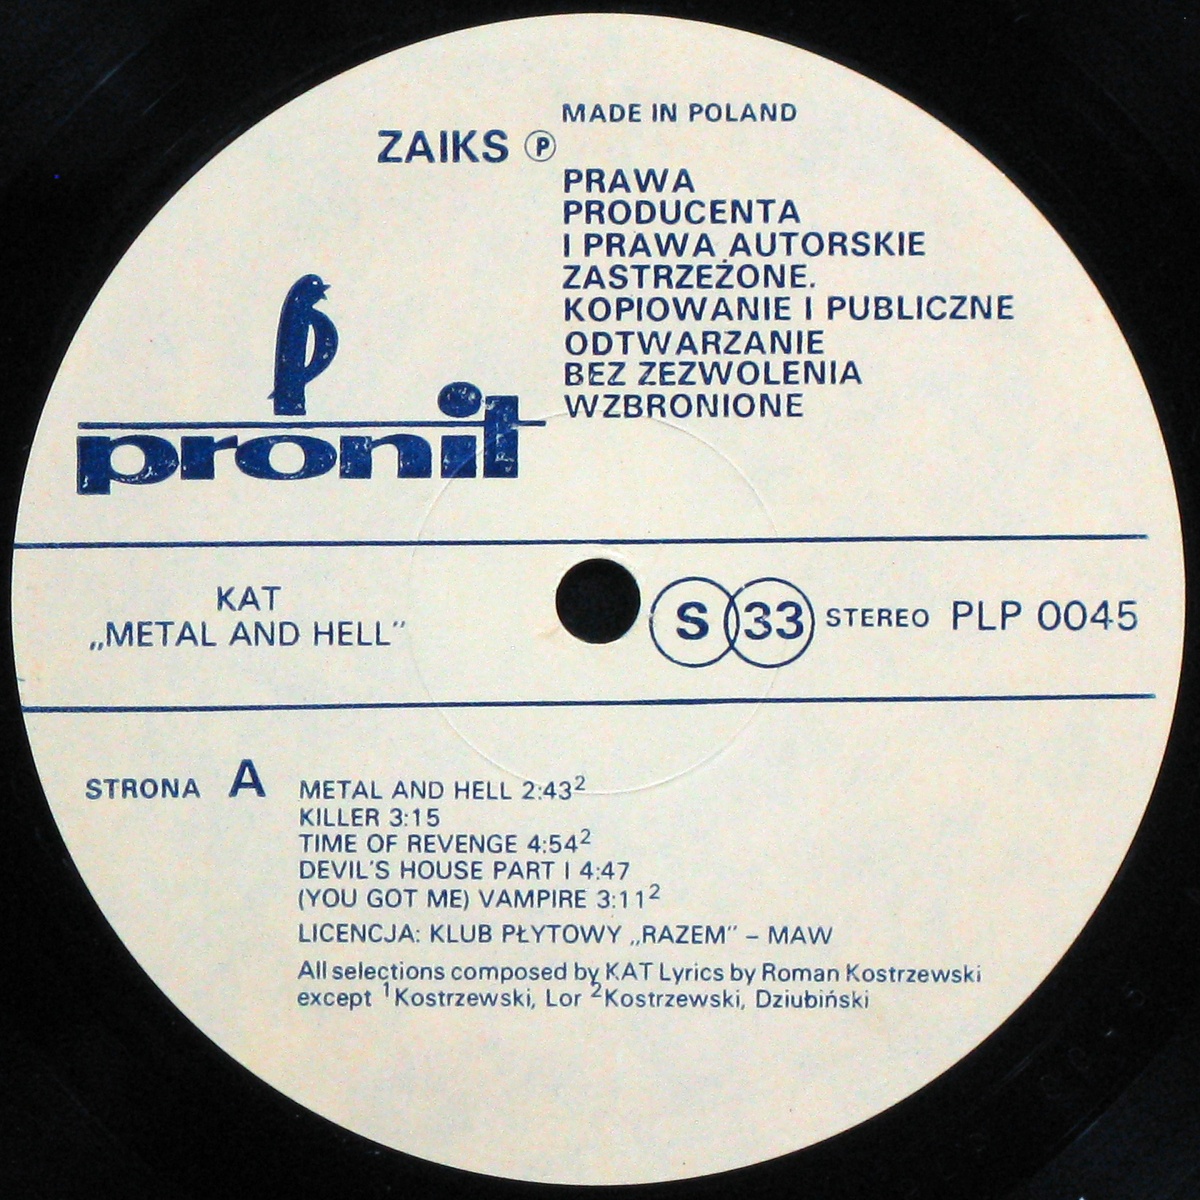 MADE IN POLAND
ZAIKS Ⓟ
PRAWA
PRODUCENTA
I PRAWA AUTORSKIE
ZASTRZEŻONE.
KOPIOWANIE I PUBLICZNE
ODTWARZANIE
BEZ ZEZWOLENIA
WZBRONIONE
pronit
KAT
„METAL AND HELL”
S 33 STEREO PLP 0045
STRONA A
METAL AND HELL 2:43²
KILLER 3:15
TIME OF REVENGE 4:54²
DEVIL'S HOUSE PART I 4:47
(YOU GOT ME) VAMPIRE 3:11²
LICENCJA: KLUB PŁYTOWY „RAZEM” – MAW
All selections composed by KAT Lyrics by Roman Kostrzewski
except ¹Kostrzewski, Lor ²Kostrzewski, Dziubiński